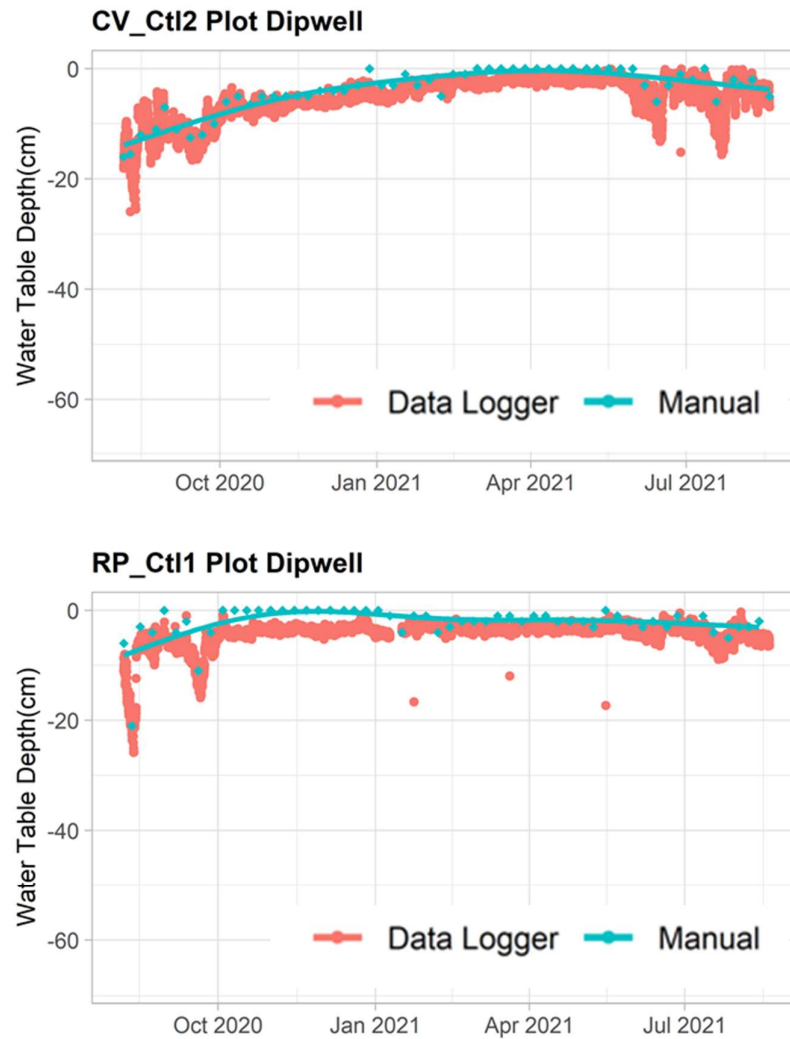 CV_Ctl2 Plot Dipwell
Water Table Depth(cm)
0
-20
-40
-60
Data Logger Manual
Oct 2020 Jan 2021 Apr 2021 Jul 2021
RP_Ctl1 Plot Dipwell
Water Table Depth(cm)
0
-20
-40
-60
Data Logger Manual
Oct 2020 Jan 2021 Apr 2021 Jul 2021